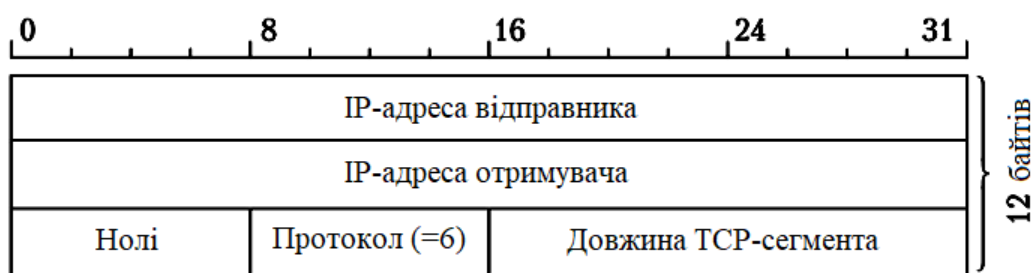 0 8 16 24 31
IP-адреса відправника
IP-адреса отримувача
Нолі Протокол (=6) Довжина TCP-сегмента
12 байтів